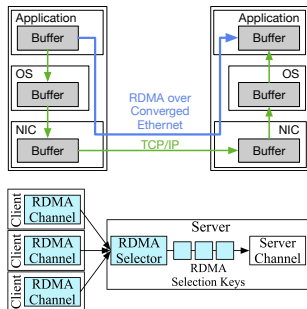 Application
Buffer
OS
Buffer
NIC
Buffer
RDMA over
Converged
Ethernet
TCP/IP
Application
Buffer
OS
Buffer
NIC
Buffer
Client
RDMA
Channel
Client
RDMA
Channel
Client
RDMA
Channel
Server
RDMA
Selector
RDMA
Selection Keys
Server
Channel